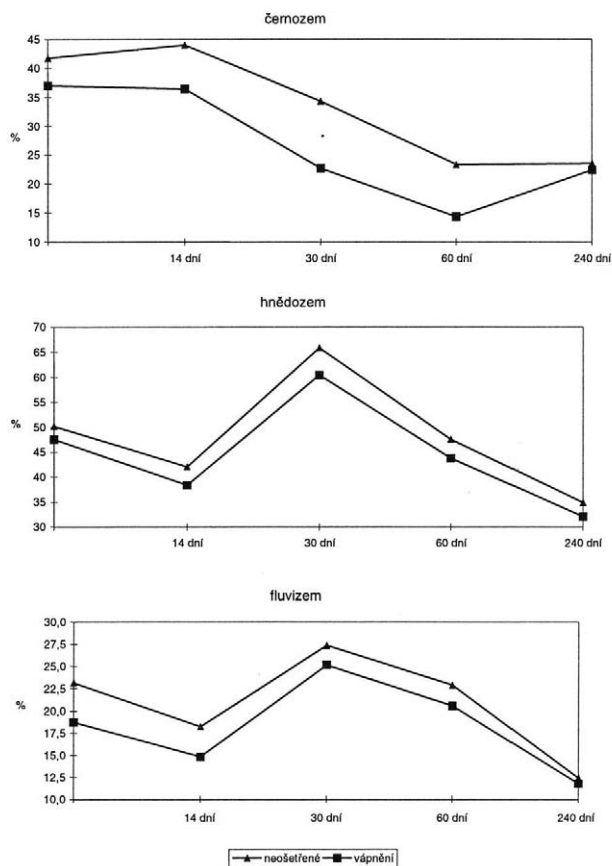 černozem
45
40
35
30
%
25
20
15
10
14 dní
30 dní
60 dní
240 dní
hnědozem
70
65
60
55
%
50
45
40
35
30
14 dní
30 dní
60 dní
240 dní
fluvizem
30,0
27,5
25,0
22,5
%
20,0
17,5
15,0
12,5
10,0
14 dní
30 dní
60 dní
240 dní
neošetřené vápnění